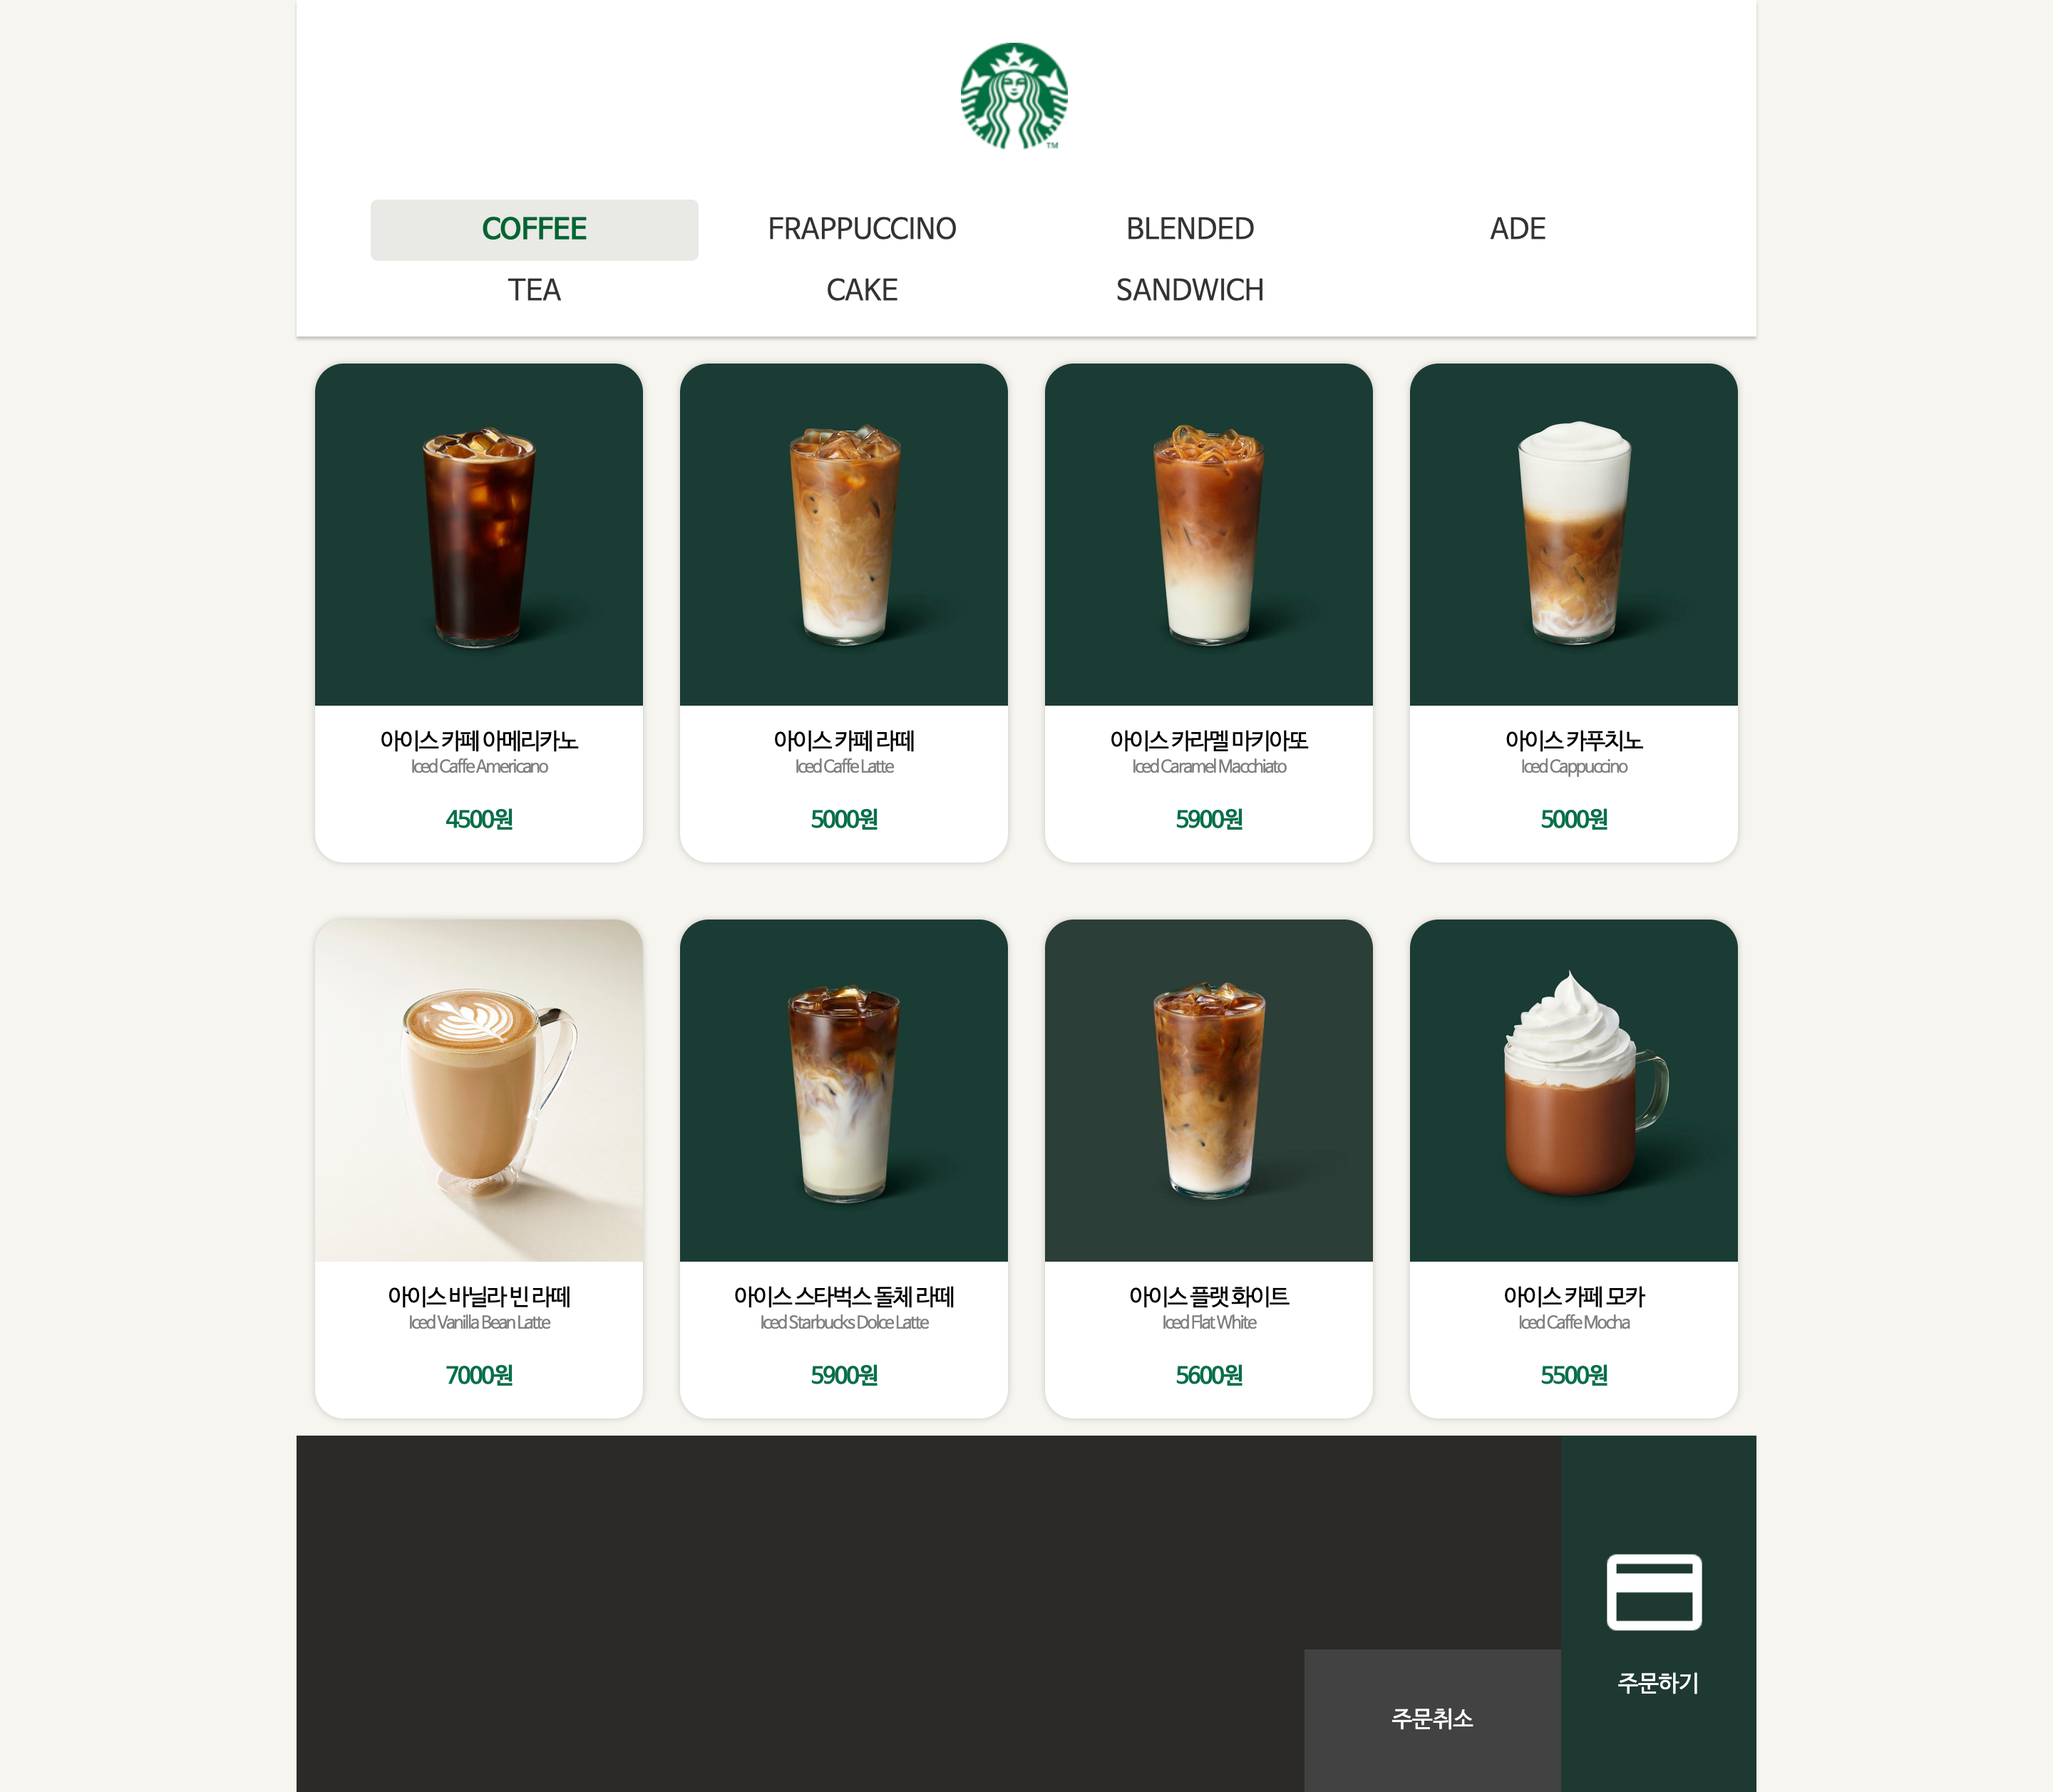 TM
COFFEE
FRAPPUCCINO
BLENDED
ADE
TEA
CAKE
SANDWICH
아이스 카페 아메리카노
Iced Caffe Americano
4500원
아이스 카페 라떼
Iced Caffe Latte
5000원
아이스 카라멜 마키아또
Iced Caramel Macchiato
5900원
아이스 카푸치노
Iced Cappuccino
5000원
아이스 바닐라 빈 라떼
Iced Vanilla Bean Latte
7000원
아이스 스타벅스 돌체 라떼
Iced Starbucks Dolce Latte
5900원
아이스 플랫 화이트
Iced Flat White
5600원
아이스 카페 모카
Iced Caffe Mocha
5500원
주문하기
주문취소